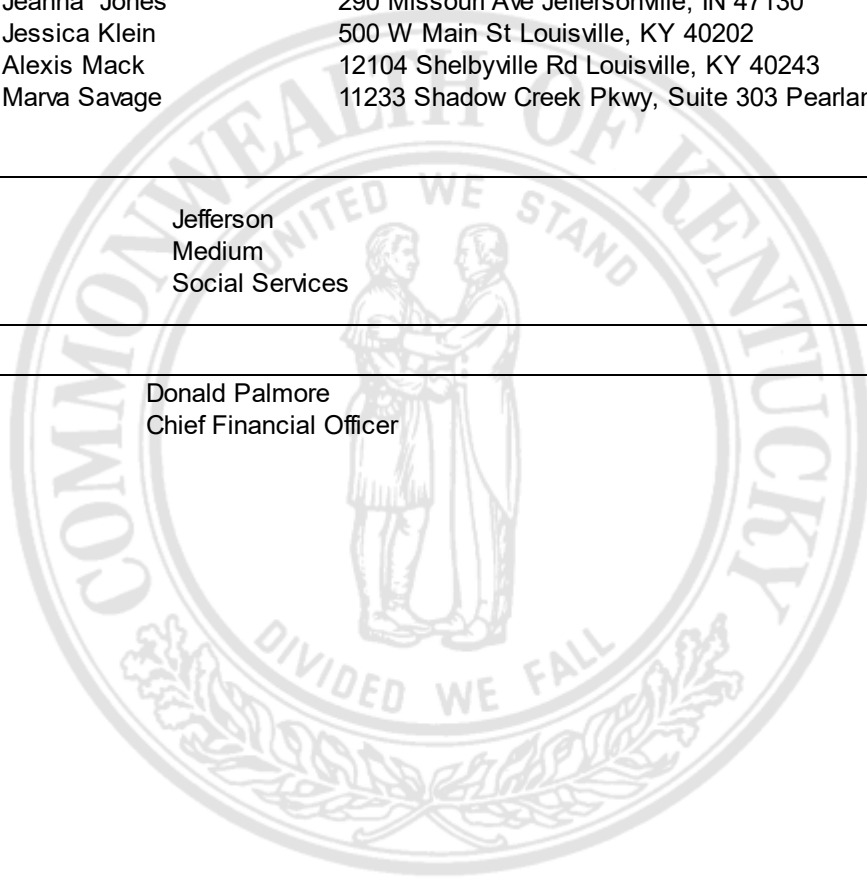 Jeanna Jones 290 Missouri Ave Jeffersonville, IN 47130
Jessica Klein 500 W Main St Louisville, KY 40202
Alexis Mack 12104 Shelbyville Rd Louisville, KY 40243
Marva Savage 11233 Shadow Creek Pkwy, Suite 303 Pearlan
COMMONWEALTH OF KENTUCKY
UNITED WE STAND
Jefferson
Medium
Social Services
Donald Palmore
Chief Financial Officer
DIVIDED WE FALL